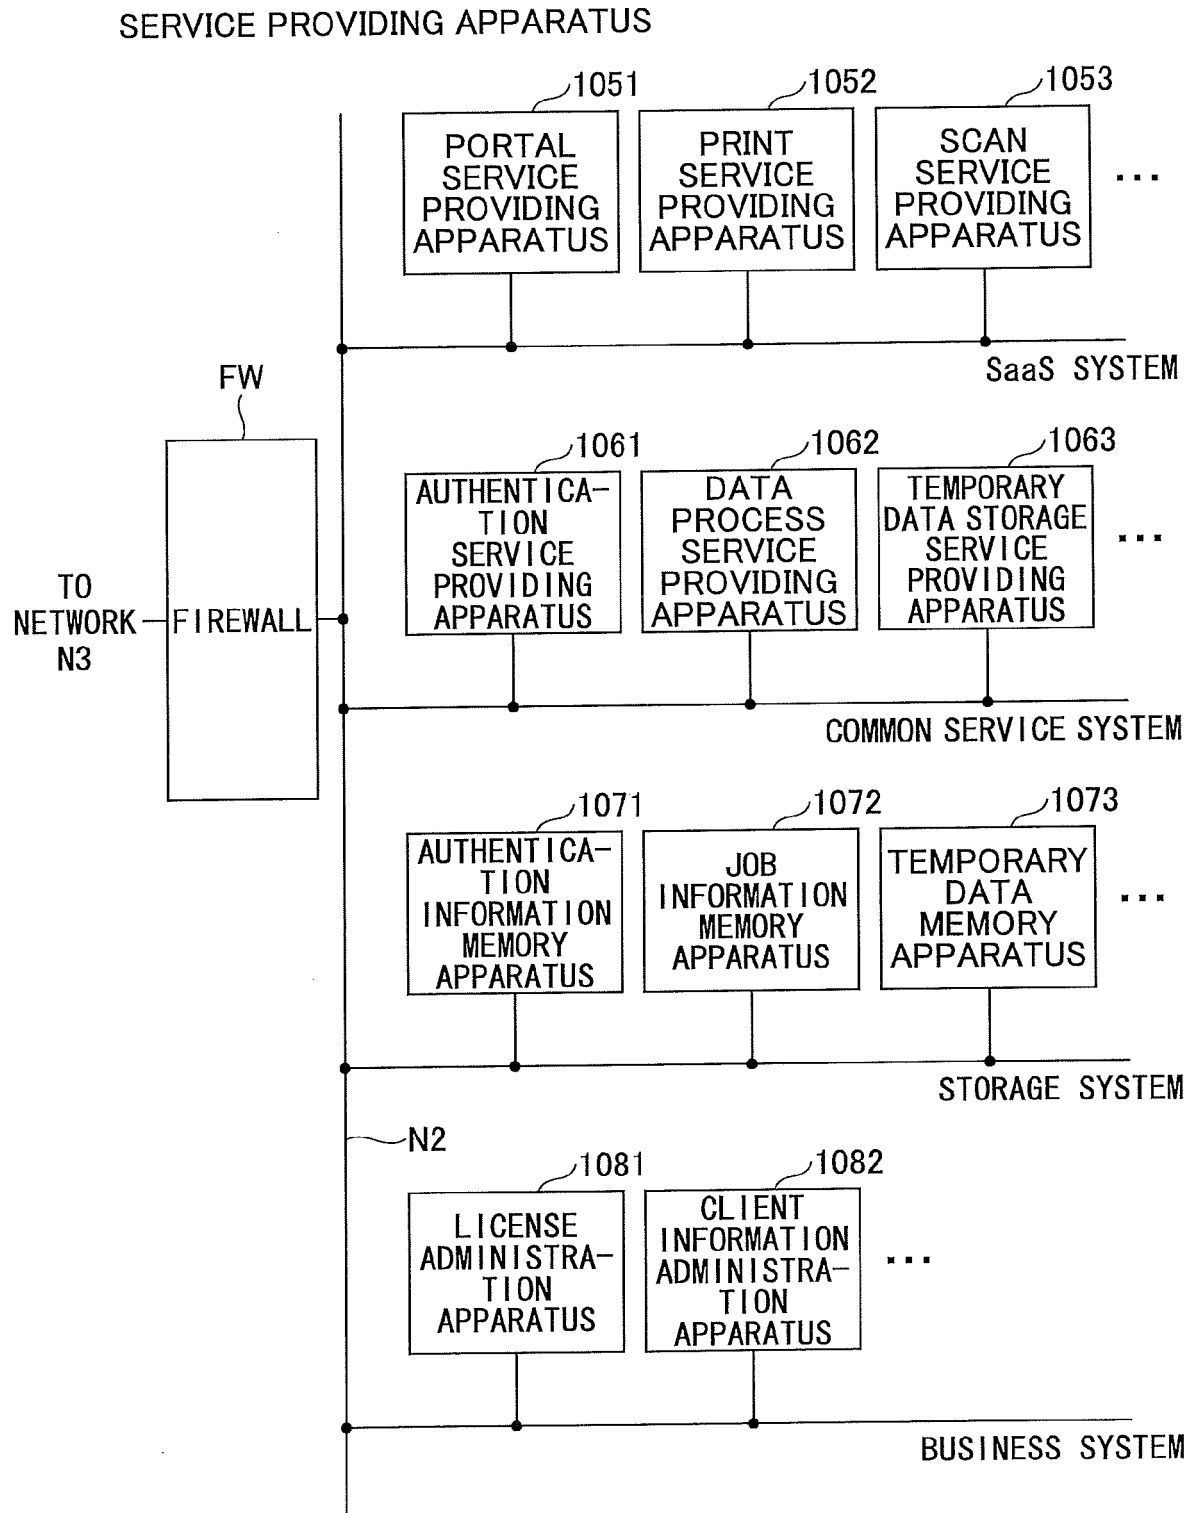 SERVICE PROVIDING APPARATUS
1051
1052
1053
PORTAL
SERVICE
PROVIDING
APPARATUS
PRINT
SERVICE
PROVIDING
APPARATUS
SCAN
SERVICE
PROVIDING
APPARATUS
...
SaaS SYSTEM
FW
FIREWALL
TO
NETWORK
N3
1061
1062
1063
AUTHENTICA-
TION
SERVICE
PROVIDING
APPARATUS
DATA
PROCESS
SERVICE
PROVIDING
APPARATUS
TEMPORARY
DATA STORAGE
SERVICE
PROVIDING
APPARATUS
...
COMMON SERVICE SYSTEM
1071
1072
1073
AUTHENTICA-
TION
INFORMATION
MEMORY
APPARATUS
JOB
INFORMATION
MEMORY
APPARATUS
TEMPORARY
DATA
MEMORY
APPARATUS
...
STORAGE SYSTEM
N2
1081
1082
LICENSE
ADMINISTRA-
TION
APPARATUS
CLIENT
INFORMATION
ADMINISTRA-
TION
APPARATUS
...
BUSINESS SYSTEM